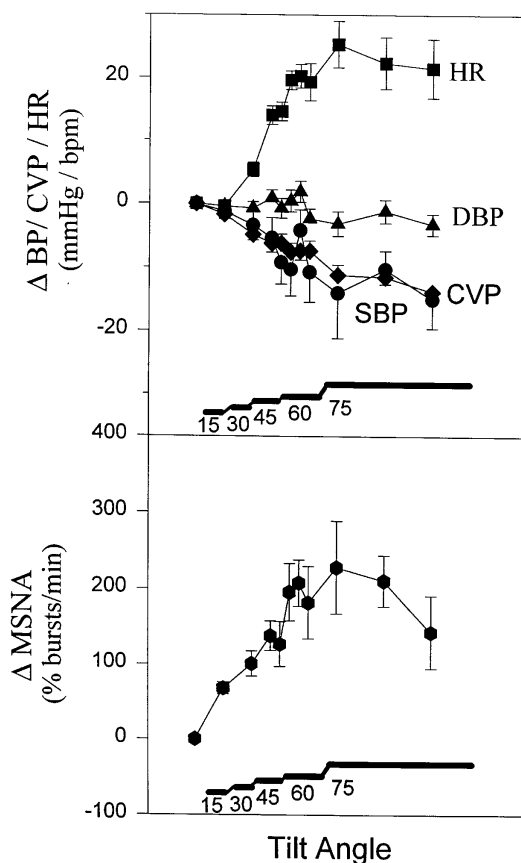 Δ BP/ CVP / HR
(mmHg / bpm)
20
0
-20
HR
DBP
CVP
SBP
15 30 45 60 75
400
Δ MSNA
(% bursts/min)
300
200
100
0
-100
15 30 45 60 75
Tilt Angle